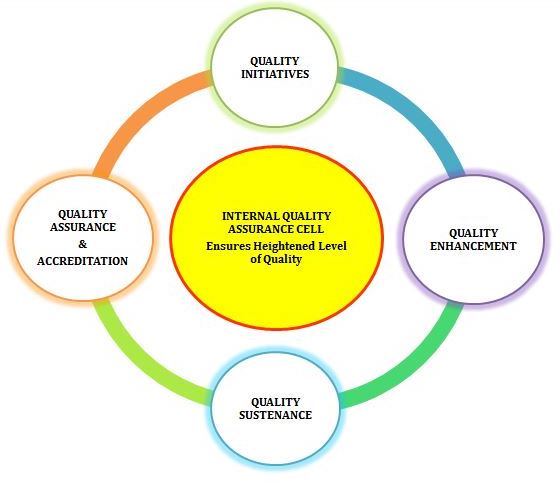 QUALITY
INITIATIVES
QUALITY
ASSURANCE
&
ACCREDITATION
INTERNAL QUALITY
ASSURANCE CELL
Ensures Heightened Level
of Quality
QUALITY
ENHANCEMENT
QUALITY
SUSTENANCE